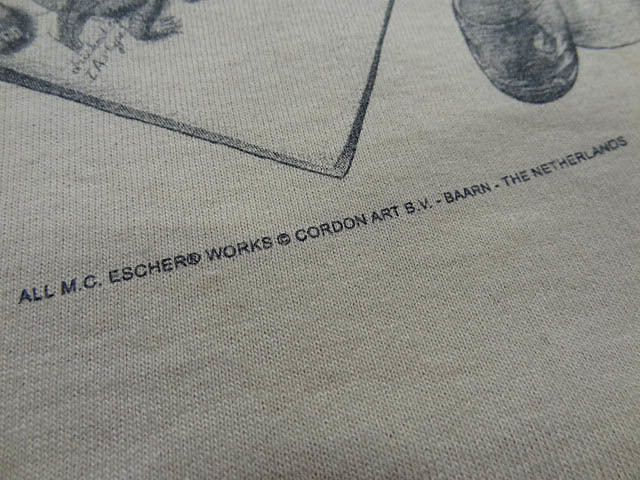 ALL M.C. ESCHER® WORKS © CORDON ART B.V. - BAARN - THE NETHERLANDS